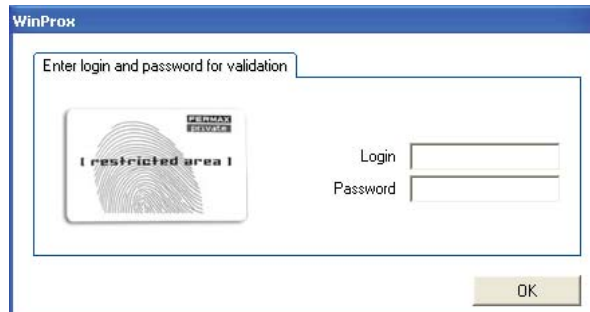 WinProx
Enter login and password for validation
FERMAX
private
[ restricted area ]
Login
Password
OK